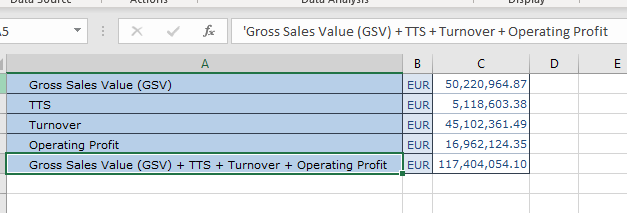 Data Source Actions Data Analysis Display
A5 fx 'Gross Sales Value (GSV) + TTS + Turnover + Operating Profit
A B C D E
Gross Sales Value (GSV) EUR 50,220,964.87
TTS EUR 5,118,603.38
Turnover EUR 45,102,361.49
Operating Profit EUR 16,962,124.35
Gross Sales Value (GSV) + TTS + Turnover + Operating Profit EUR 117,404,054.10